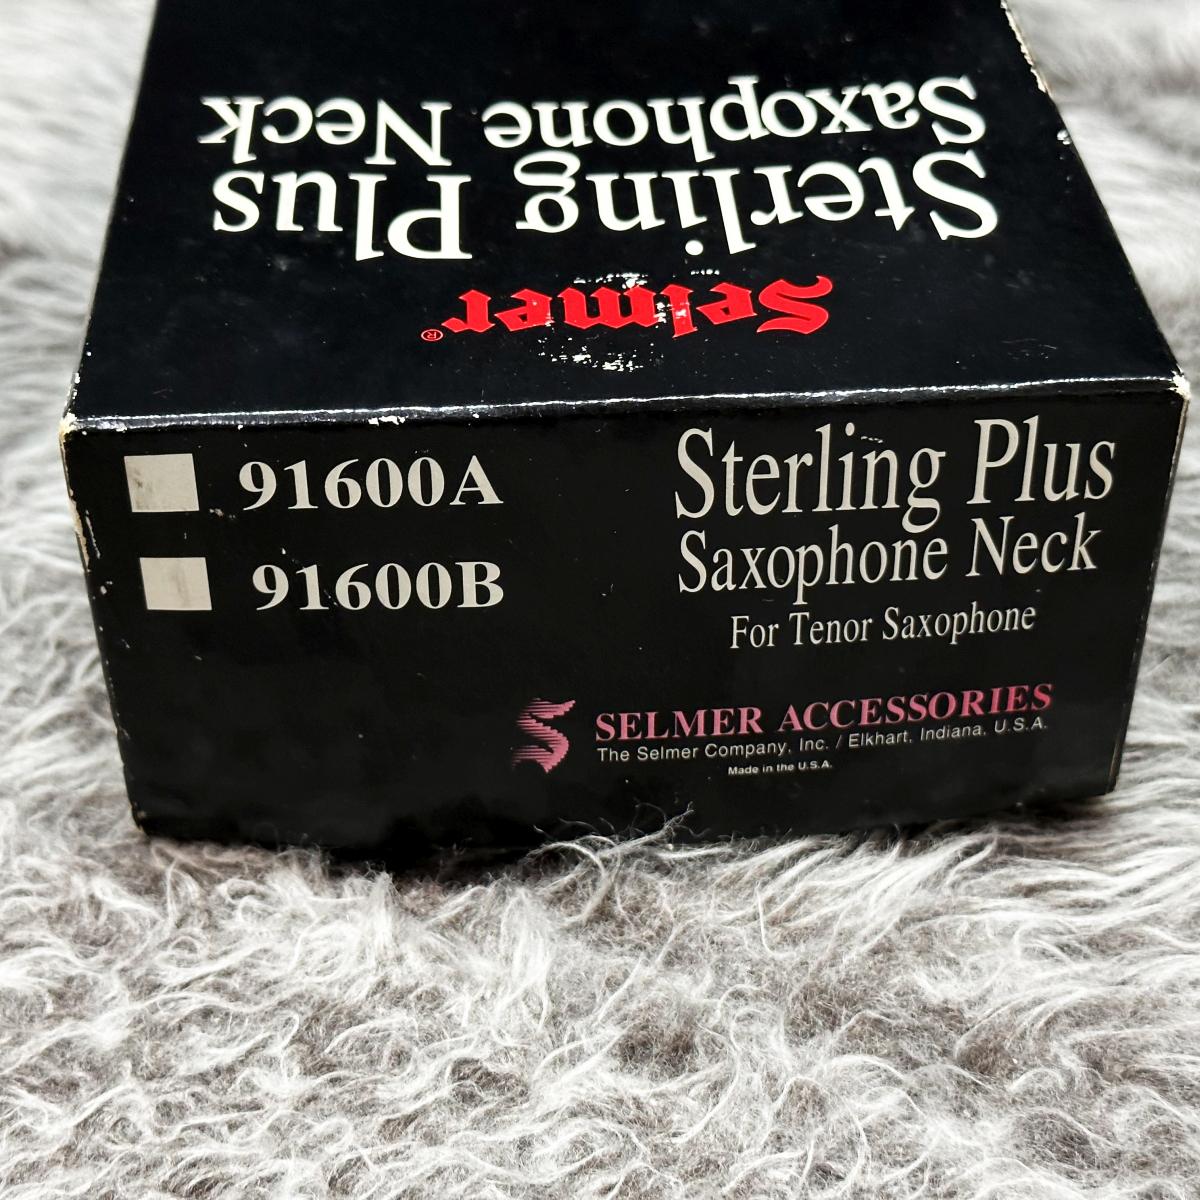 Selmer®
Sterling Plus
Saxophone Neck
91600A
91600B
Sterling Plus
Saxophone Neck
For Tenor Saxophone
SELMER ACCESSORIES
The Selmer Company, Inc. / Elkhart, Indiana, U.S.A.
Made in the U.S.A.